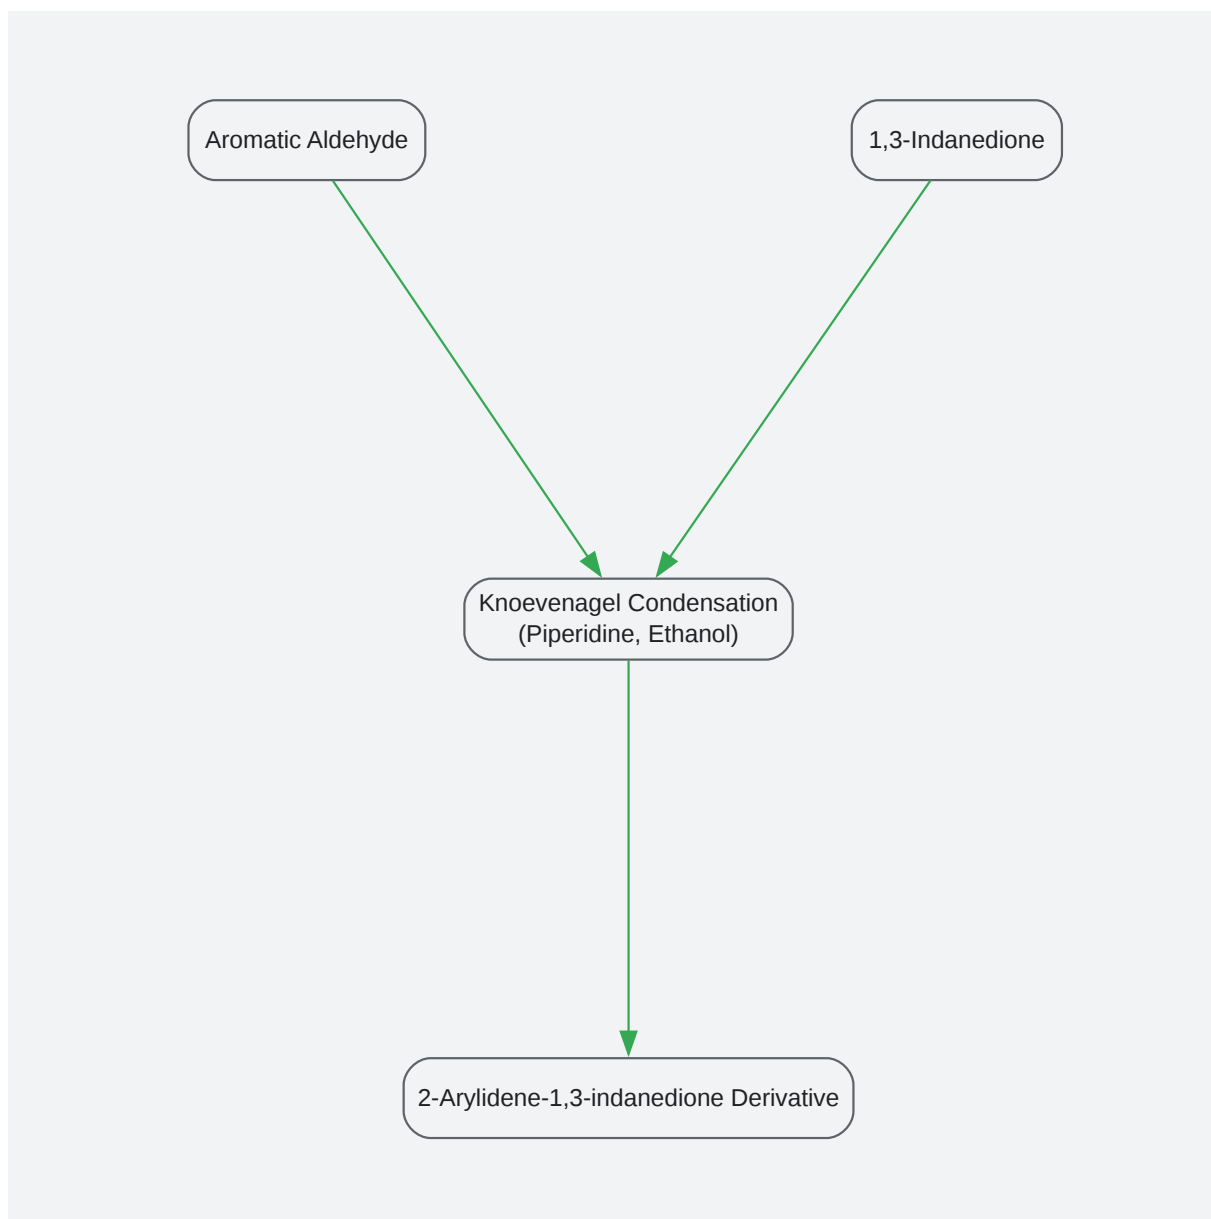 Aromatic Aldehyde
1,3-Indanedione
Knoevenagel Condensation
(Piperidine, Ethanol)
2-Arylidene-1,3-indanedione Derivative